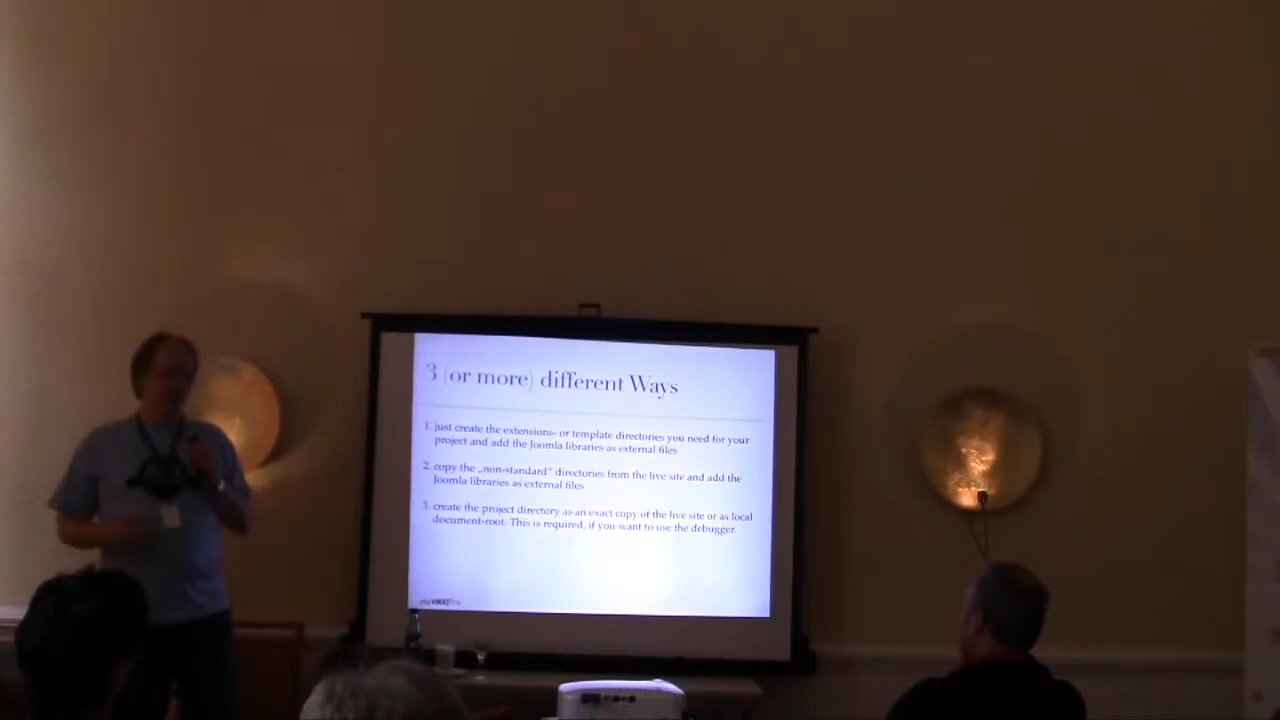 3 (or more) different Ways
1. just create the extensions- or template directories you need for your
project and add the Joomla libraries as external files
2. copy the „non-standard" directories from the live site and add the
Joomla libraries as external files
3. create the project directory as an exact copy of the live site or as local
document-root. This is required, if you want to use the debugger